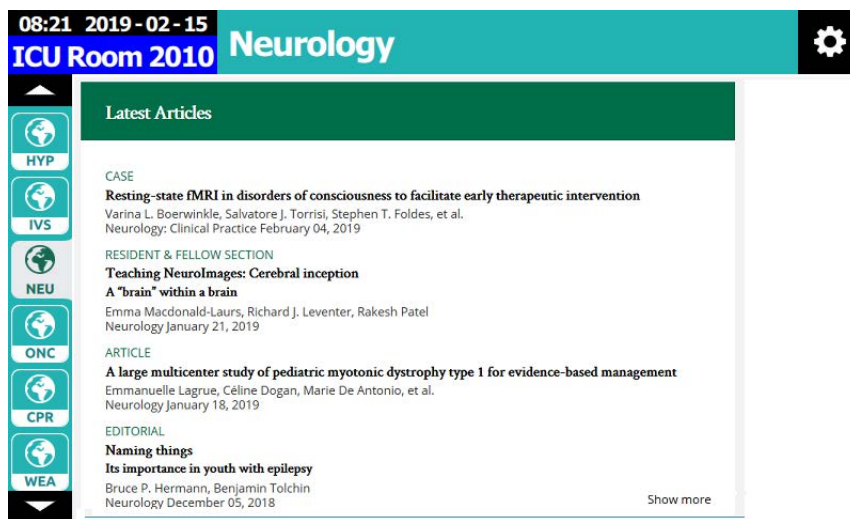 08:21 2019-02-15
ICU Room 2010
Neurology
HYP
IVS
NEU
ONC
CPR
WEA
Latest Articles
CASE
Resting-state fMRI in disorders of consciousness to facilitate early therapeutic intervention
Varina L. Boerwinkle, Salvatore J. Torrisi, Stephen T. Foldes, et al.
Neurology: Clinical Practice February 04, 2019
RESIDENT & FELLOW SECTION
Teaching NeuroImages: Cerebral inception
A "brain" within a brain
Emma Macdonald-Laurs, Richard J. Leventer, Rakesh Patel
Neurology January 21, 2019
ARTICLE
A large multicenter study of pediatric myotonic dystrophy type 1 for evidence-based management
Emmanuelle Lagrue, Céline Dogan, Marie De Antonio, et al.
Neurology January 18, 2019
EDITORIAL
Naming things
Its importance in youth with epilepsy
Bruce P. Hermann, Benjamin Tolchin
Neurology December 05, 2018
Show more